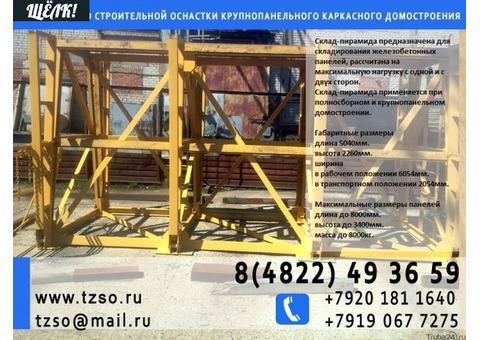 ЩЁЛК!
О СТРОИТЕЛЬНОЙ ОСНАСТКИ КРУПНОПАНЕЛЬНОГО КАРКАСНОГО ДОМОСТРОЕНИЯ
Склад-пирамида предназначена для
складирования железобетонных
панелей, рассчитана на
максимальную нагрузку с одной и с
двух сторон.
Склад-пирамида применяется при
полносборном и крупнопанельном
домостроении.
Габаритные размеры
длина 5040мм.
высота 2260мм.
ширина
в рабочем положении 6054мм.
в транспортном положении 2054мм.
Максимальные размеры панелей
длина до 8000мм.
высота до 3400мм.
масса до 8000кг.
8(4822) 49 36 59
www.tzso.ru
+7920 181 1640
tzso@mail.ru
+7919 067 7275
Truba24.ru